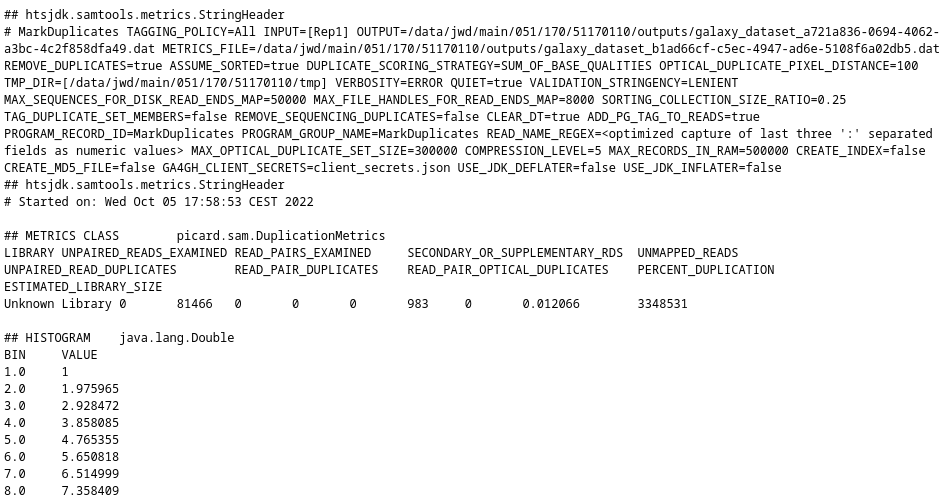 ## htsjdk.samtools.metrics.StringHeader
# MarkDuplicates TAGGING_POLICY=All INPUT=[Rep1] OUTPUT=/data/jwd/main/051/170/51170110/outputs/galaxy_dataset_a721a836-0694-4062-
a3bc-4c2f858dfa49.dat METRICS_FILE=/data/jwd/main/051/170/51170110/outputs/galaxy_dataset_b1ad66cf-c5ec-4947-ad6e-5108f6a02db5.dat
REMOVE_DUPLICATES=true ASSUME_SORTED=true DUPLICATE_SCORING_STRATEGY=SUM_OF_BASE_QUALITIES OPTICAL_DUPLICATE_PIXEL_DISTANCE=100
TMP_DIR=[/data/jwd/main/051/170/51170110/tmp] VERBOSITY=ERROR QUIET=true VALIDATION_STRINGENCY=LENIENT
MAX_SEQUENCES_FOR_DISK_READ_ENDS_MAP=50000 MAX_FILE_HANDLES_FOR_READ_ENDS_MAP=8000 SORTING_COLLECTION_SIZE_RATIO=0.25
TAG_DUPLICATE_SET_MEMBERS=false REMOVE_SEQUENCING_DUPLICATES=false CLEAR_DT=true ADD_PG_TAG_TO_READS=true
PROGRAM_RECORD_ID=MarkDuplicates PROGRAM_GROUP_NAME=MarkDuplicates READ_NAME_REGEX=<optimized capture of last three ':' separated
fields as numeric values> MAX_OPTICAL_DUPLICATE_SET_SIZE=300000 COMPRESSION_LEVEL=5 MAX_RECORDS_IN_RAM=500000 CREATE_INDEX=false
CREATE_MD5_FILE=false GA4GH_CLIENT_SECRETS=client_secrets.json USE_JDK_DEFLATER=false USE_JDK_INFLATER=false
## htsjdk.samtools.metrics.StringHeader
# Started on: Wed Oct 05 17:58:53 CEST 2022
## METRICS CLASS picard.sam.DuplicationMetrics
LIBRARY UNPAIRED_READS_EXAMINED READ_PAIRS_EXAMINED SECONDARY_OR_SUPPLEMENTARY_RDS UNMAPPED_READS
UNPAIRED_READ_DUPLICATES READ_PAIR_DUPLICATES READ_PAIR_OPTICAL_DUPLICATES PERCENT_DUPLICATION
ESTIMATED_LIBRARY_SIZE
Unknown Library 0 81466 0 0 0 983 0 0.012066 3348531
## HISTOGRAM java.lang.Double
BIN VALUE
1.0 1
2.0 1.975965
3.0 2.928472
4.0 3.858085
5.0 4.765355
6.0 5.650818
7.0 6.514999
8.0 7.358409